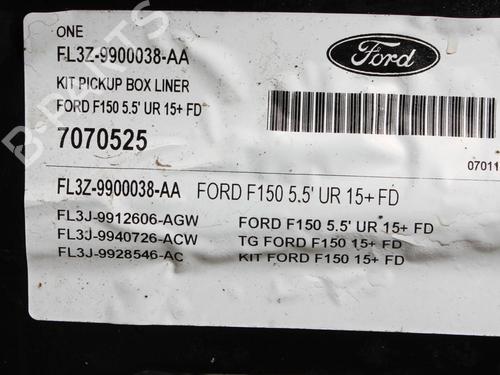 ONE
FL3Z-9900038-AA
KIT PICKUP BOX LINER
FORD F150 5.5' UR 15+ FD
7070525
Ford
07011
FL3Z-9900038-AA FORD F150 5.5' UR 15+ FD
FL3J-9912606-AGW FORD F150 5.5' UR 15+ FD
FL3J-9940726-ACW TG FORD F150 15+ FD
FL3J-9928546-AC KIT FORD F150 15+ FD
B-PARTS